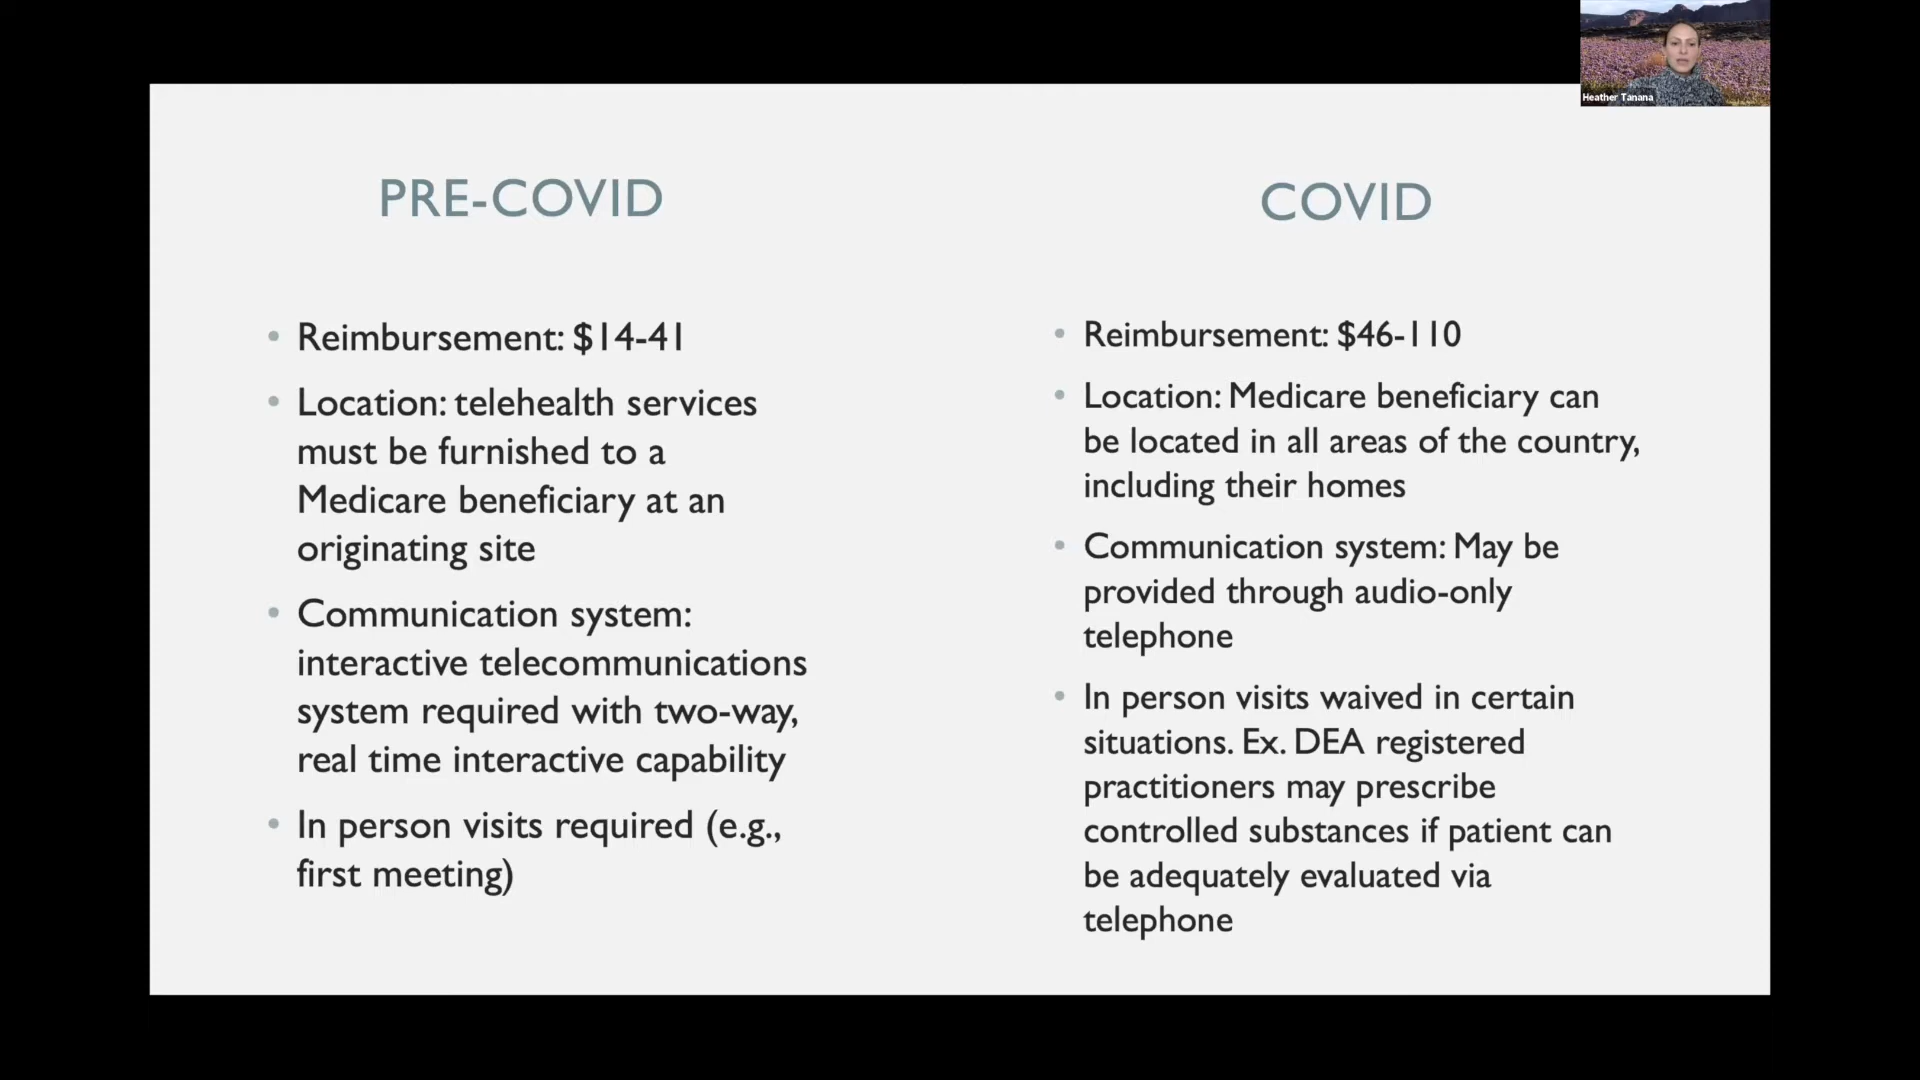 Heather Tanana
PRE-COVID
• Reimbursement: $14-41
• Location: telehealth services
must be furnished to a
Medicare beneficiary at an
originating site
• Communication system:
interactive telecommunications
system required with two-way,
real time interactive capability
• In person visits required (e.g.,
first meeting)
COVID
• Reimbursement: $46-110
• Location: Medicare beneficiary can
be located in all areas of the country,
including their homes
• Communication system: May be
provided through audio-only
telephone
• In person visits waived in certain
situations. Ex. DEA registered
practitioners may prescribe
controlled substances if patient can
be adequately evaluated via
telephone